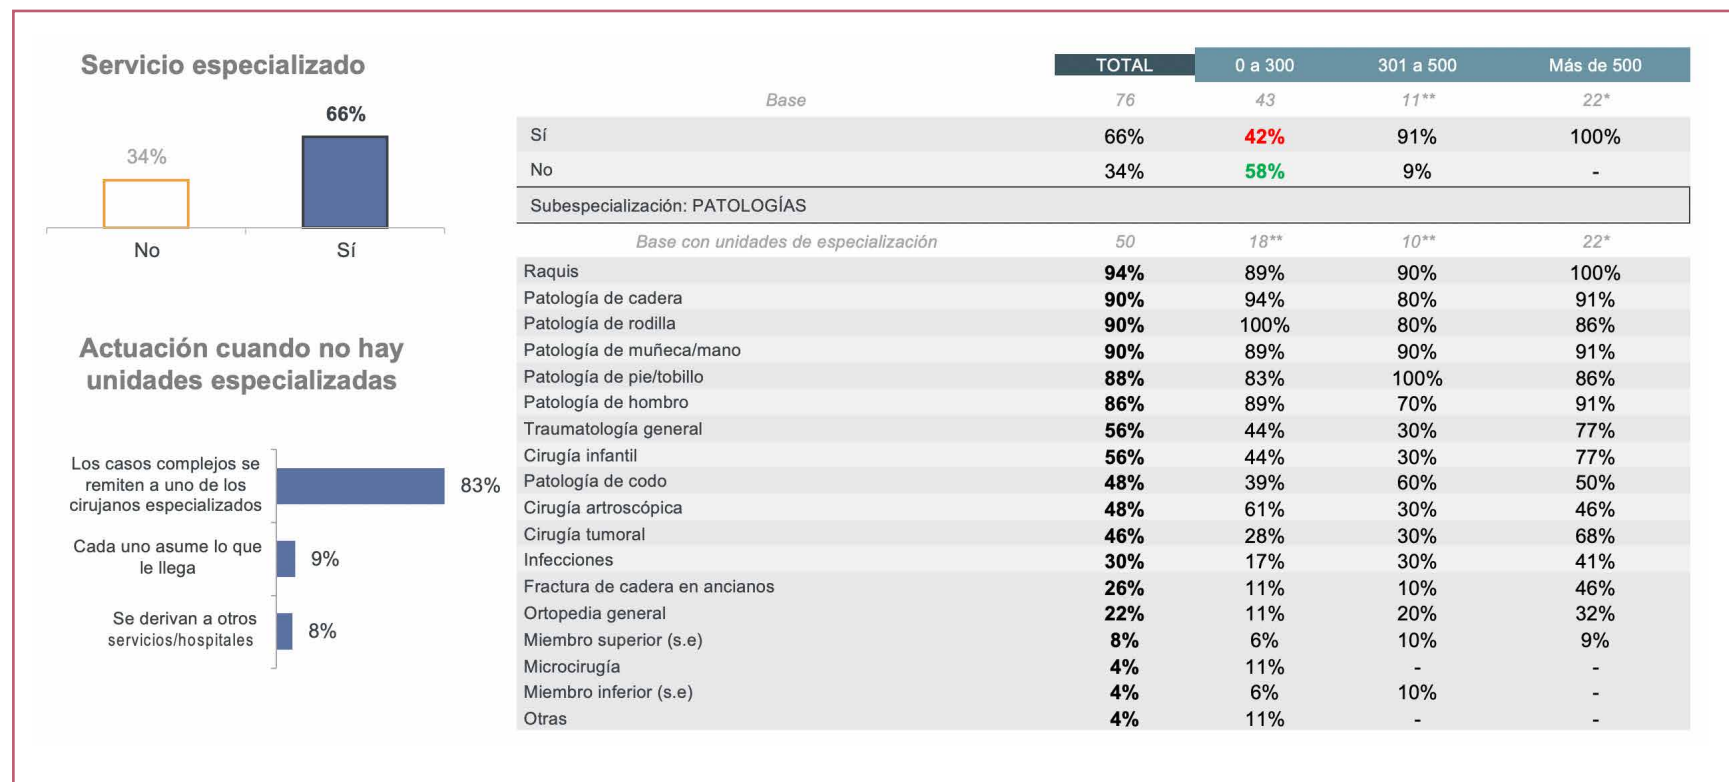 Servicio especializado
66%
34%
No
Sí
Actuación cuando no hay
unidades especializadas
Los casos complejos se
remiten a uno de los
cirujanos especializados
83%
Cada uno asume lo que
le llega
9%
Se derivan a otros
servicios/hospitales
8%
TOTAL 0 a 300 301 a 500 Más de 500
Base 76 43 11** 22*
Sí 66% 42% 91% 100%
No 34% 58% 9% -
Subespecialización: PATOLOGÍAS
Base con unidades de especialización 50 18** 10** 22*
Raquis 94% 89% 90% 100%
Patología de cadera 90% 94% 80% 91%
Patología de rodilla 90% 100% 80% 86%
Patología de muñeca/mano 90% 89% 90% 91%
Patología de pie/tobillo 88% 83% 100% 86%
Patología de hombro 86% 89% 70% 91%
Traumatología general 56% 44% 30% 77%
Cirugía infantil 56% 44% 30% 77%
Patología de codo 48% 39% 60% 50%
Cirugía artroscópica 48% 61% 30% 46%
Cirugía tumoral 46% 28% 30% 68%
Infecciones 30% 17% 30% 41%
Fractura de cadera en ancianos 26% 11% 10% 46%
Ortopedia general 22% 11% 20% 32%
Miembro superior (s.e) 8% 6% 10% 9%
Microcirugía 4% 11% - -
Miembro inferior (s.e) 4% 6% 10% -
Otras 4% 11% - -